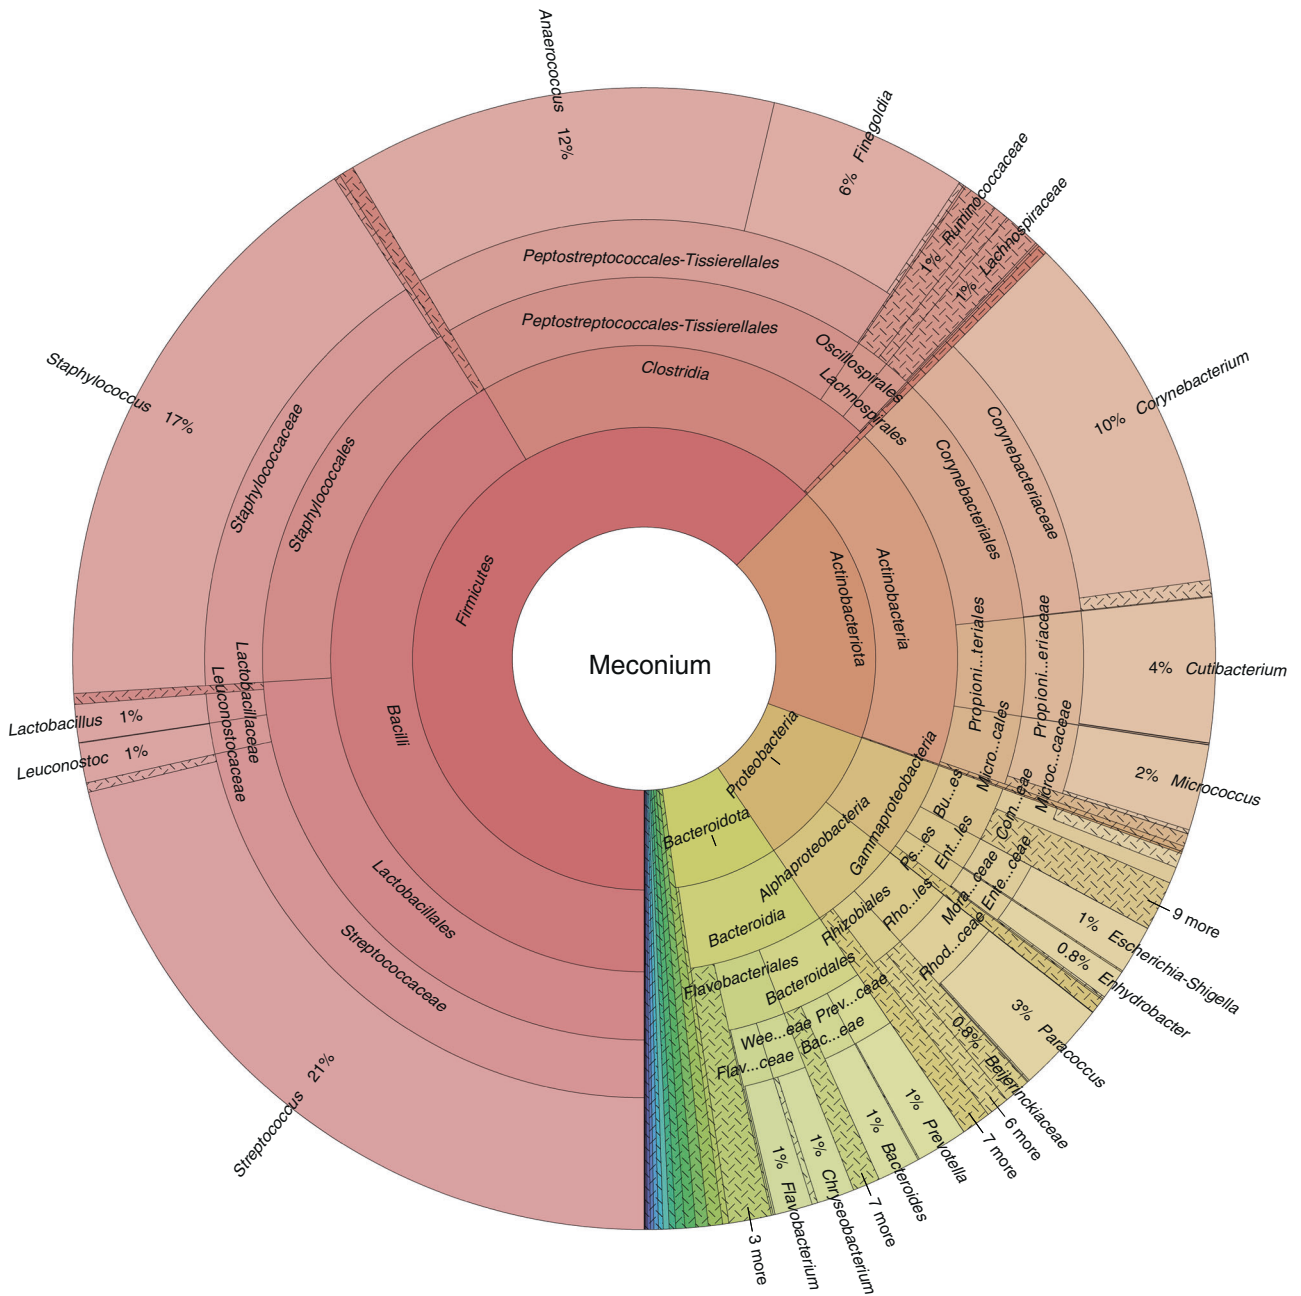 Anaerococcus 12%
6% Finegoldia
1% Ruminococcaceae
1% Lachnospiraceae
Peptostreptococcales-Tissierellales
Peptostreptococcales-Tissierellales
Clostridia
Oscillospirales
Lachnospirales
Staphylococcus 17%
Staphylococcaceae
Staphylococcales
Firmicutes
Corynebacterium
10%
Corynebacteriaceae
Corynebacteriales
Actinobacteria
Actinobacteriota
Meconium
Propioni...teriales
Propioni...eriaceae
4% Cutibacterium
Micro...cales
Microc...caceae
2% Micrococcus
Lactobacillus 1%
Leuconostoc 1%
Lactobacillaceae
Leuconostocaceae
Bacilli
Lactobacillales
Streptococcaceae
Streptococcus 21%
Proteobacteria
Bacteroidota
Alphaproteobacteria
Gammaproteobacteria
Bu...es
Com...eae
Ps...es
Ent...les
Mora...ceae
Ente...ceae
9 more
1% Escherichia-Shigella
0.8% Enhydrobacter
Rhizobiales
Rho...les
Rhod...ceae
3% Paracoccus
0.8% Beijerinckiaceae
6 more
7 more
Bacteroidia
Flavobacteriales
Bacteroidales
Prev...ceae
Bac...eae
Wee...eae
Flav...ceae
1% Prevotella
1% Bacteroides
7 more
1% Chryseobacterium
1% Flavobacterium
3 more